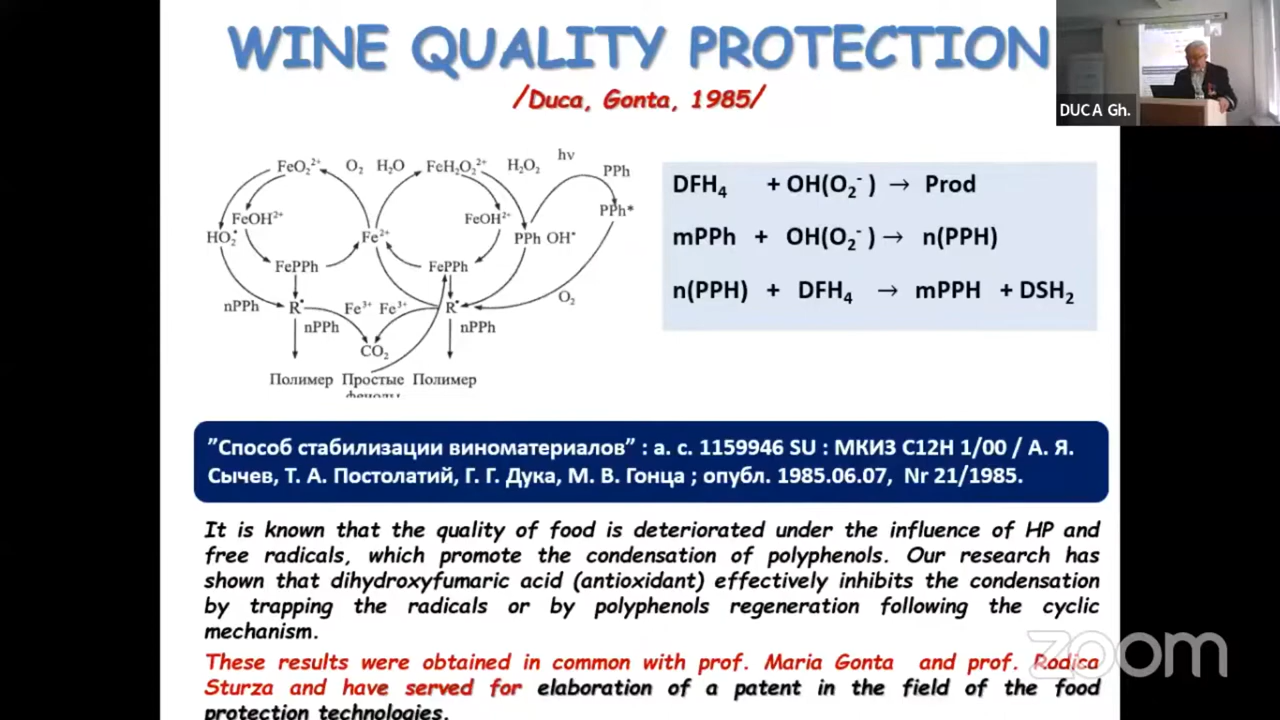 WINE QUALITY PROTECTION
/Duca, Gonta, 1985/
DUCA Gh.
FeO₂²⁺ O₂ H₂O FeH₂O₂²⁺ H₂O₂ hν PPh
FeOH²⁺ FeOH²⁺ PPh*
HO₂• Fe²⁺ PPh OH•
FePPh FePPh
nPPh R• Fe³⁺ Fe³⁺ R• O₂
nPPh nPPh
CO₂
Полимер Простые Полимер
фенолы
DFH₄ + OH(O₂⁻ ) → Prod
mPPh + OH(O₂⁻ ) → n(PPH)
n(PPH) + DFH₄ → mPPH + DSH₂
”Способ стабилизации виноматериалов” : а. с. 1159946 SU : МКИЗ C12H 1/00 / А. Я.
Сычев, Т. А. Постолатий, Г. Г. Дука, М. В. Гонца ; опубл. 1985.06.07, Nr 21/1985.
It is known that the quality of food is deteriorated under the influence of HP and
free radicals, which promote the condensation of polyphenols. Our research has
shown that dihydroxyfumaric acid (antioxidant) effectively inhibits the condensation
by trapping the radicals or by polyphenols regeneration following the cyclic
mechanism.
These results were obtained in common with prof. Maria Gonta and prof. Rodica
Sturza and have served for elaboration of a patent in the field of the food
protection technologies.
zoom